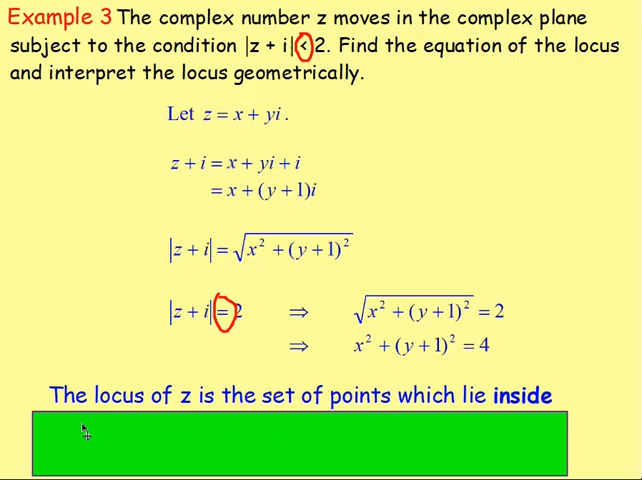 Example 3 The complex number z moves in the complex plane
subject to the condition |z + i| < 2. Find the equation of the locus
and interpret the locus geometrically.
Let z = x + yi.
z + i = x + yi + i
= x + (y + 1)i
|z + i| = √(x² + (y + 1)²)
|z + i| = 2 ⇒ √(x² + (y + 1)²) = 2
⇒ x² + (y + 1)² = 4
The locus of z is the set of points which lie inside